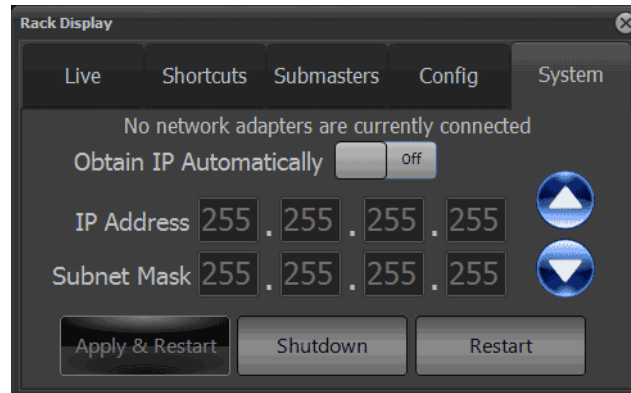 Rack Display
Live Shortcuts Submasters Config System
No network adapters are currently connected
Obtain IP Automatically Off
IP Address 255 . 255 . 255 . 255
Subnet Mask 255 . 255 . 255 . 255
Apply & Restart Shutdown Restart